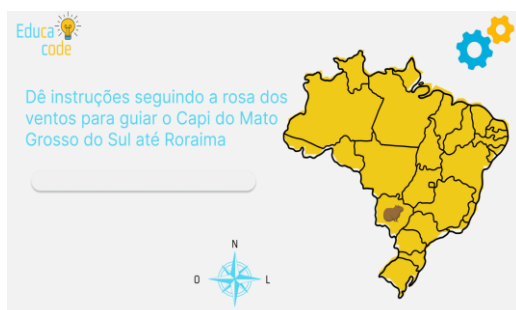 Educa
code
Dê instruções seguindo a rosa dos
ventos para guiar o Capi do Mato
Grosso do Sul até Roraima
N
O
L